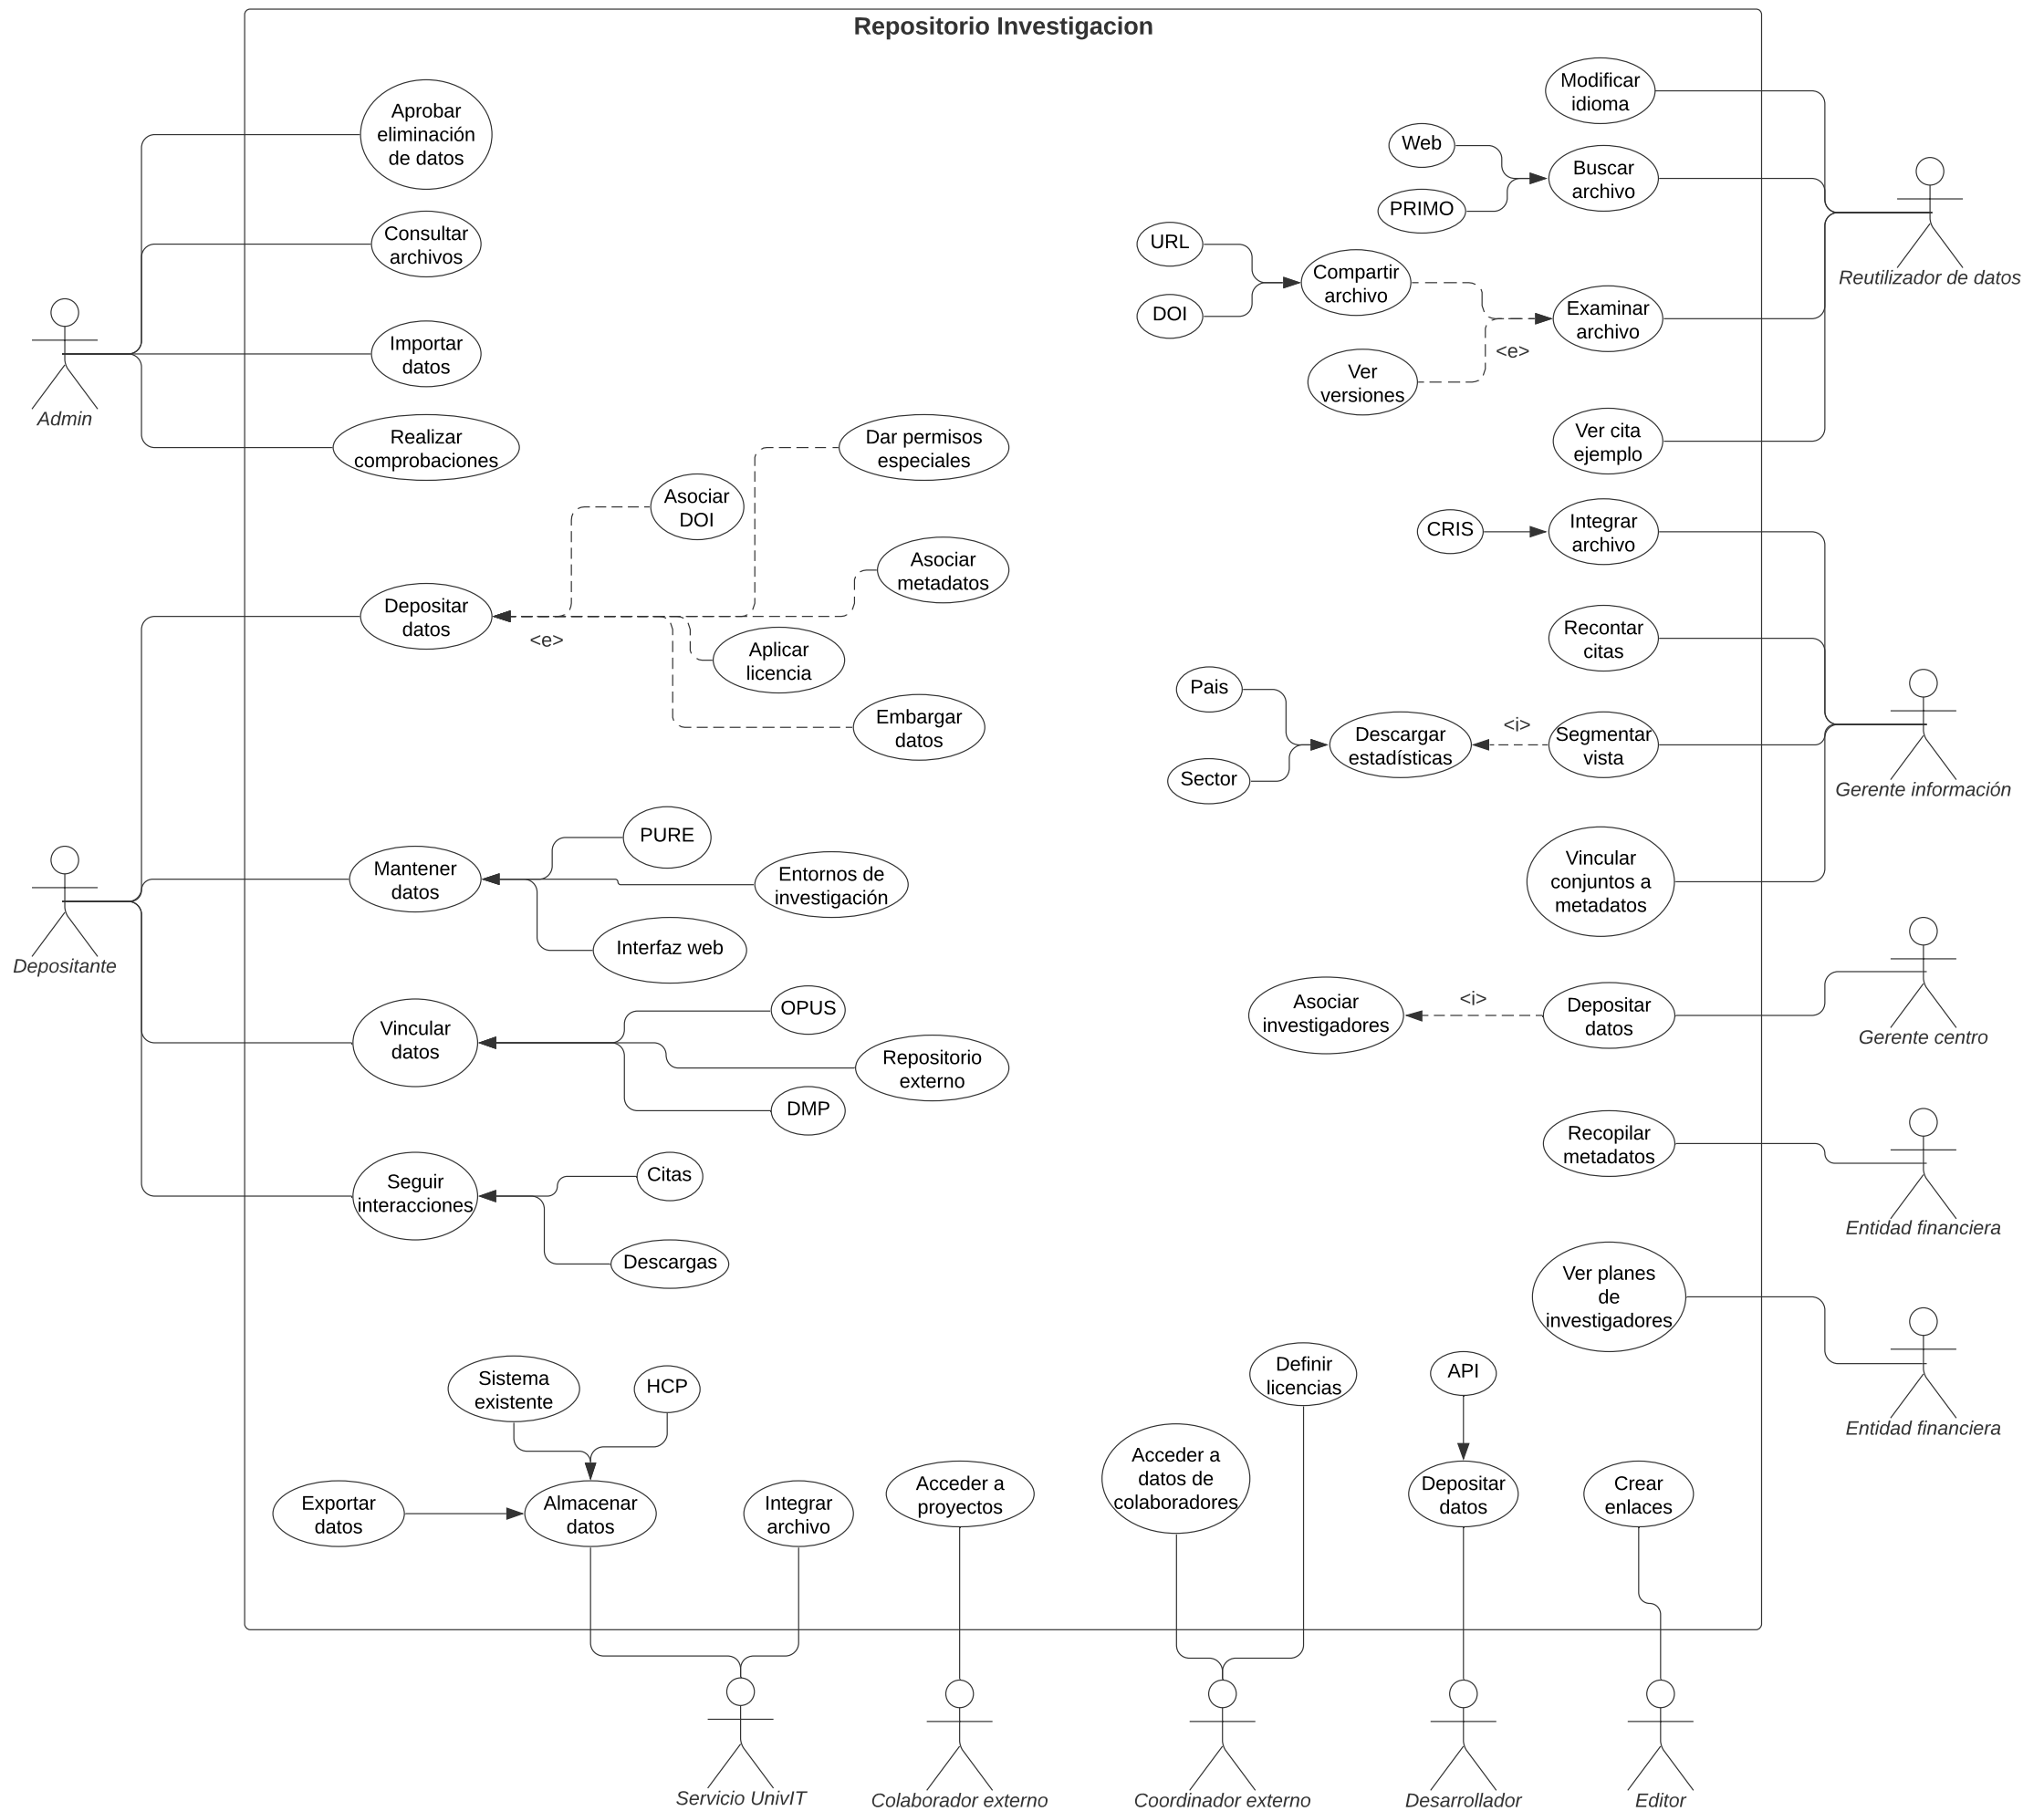 Repositorio Investigacion
Aprobar
eliminación
de datos
Consultar
archivos
Importar
datos
Realizar
comprobaciones
Admin
Modificar
idioma
Web
PRIMO
Buscar
archivo
URL
DOI
Compartir
archivo
Ver
versiones
<e>
Examinar
archivo
Ver cita
ejemplo
Reutilizador de datos
Dar permisos
especiales
Asociar
DOI
Asociar
metadatos
Depositar
datos
<e>
Aplicar
licencia
Embargar
datos
CRIS
Integrar
archivo
Recontar
citas
Pais
Sector
Descargar
estadísticas
<i>
Segmentar
vista
Vincular
conjuntos a
metadatos
Gerente información
PURE
Mantener
datos
Entornos de
investigación
Interfaz web
Depositante
OPUS
Vincular
datos
Repositorio
externo
DMP
Seguir
interacciones
Citas
Descargas
Asociar
investigadores
<i>
Depositar
datos
Gerente centro
Recopilar
metadatos
Entidad financiera
Ver planes
de
investigadores
Entidad financiera
Sistema
existente
HCP
Exportar
datos
Almacenar
datos
Integrar
archivo
Acceder a
proyectos
Acceder a
datos de
colaboradores
Definir
licencias
API
Depositar
datos
Crear
enlaces
Servicio UnivIT
Colaborador externo
Coordinador externo
Desarrollador
Editor